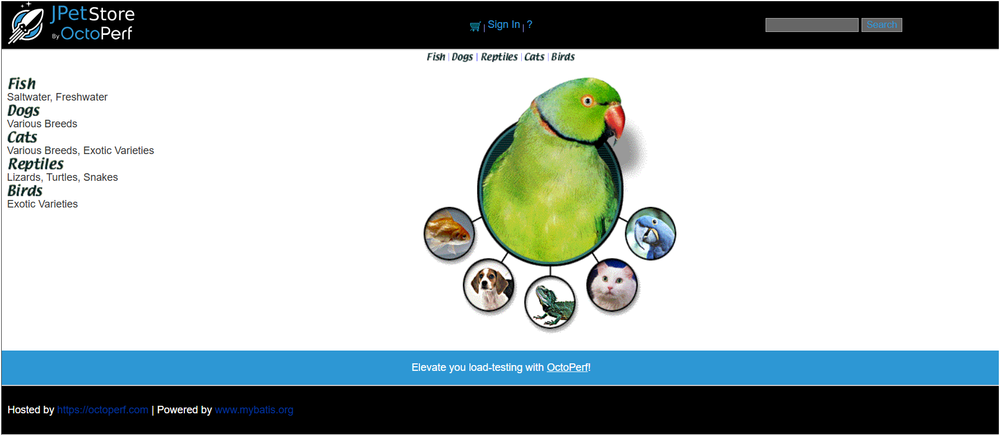 JPetStore
By OctoPerf
| Sign In | ?
Search
Fish | Dogs | Reptiles | Cats | Birds
Fish
Saltwater, Freshwater
Dogs
Various Breeds
Cats
Various Breeds, Exotic Varieties
Reptiles
Lizards, Turtles, Snakes
Birds
Exotic Varieties
Elevate you load-testing with OctoPerf!
Hosted by https://octoperf.com | Powered by www.mybatis.org